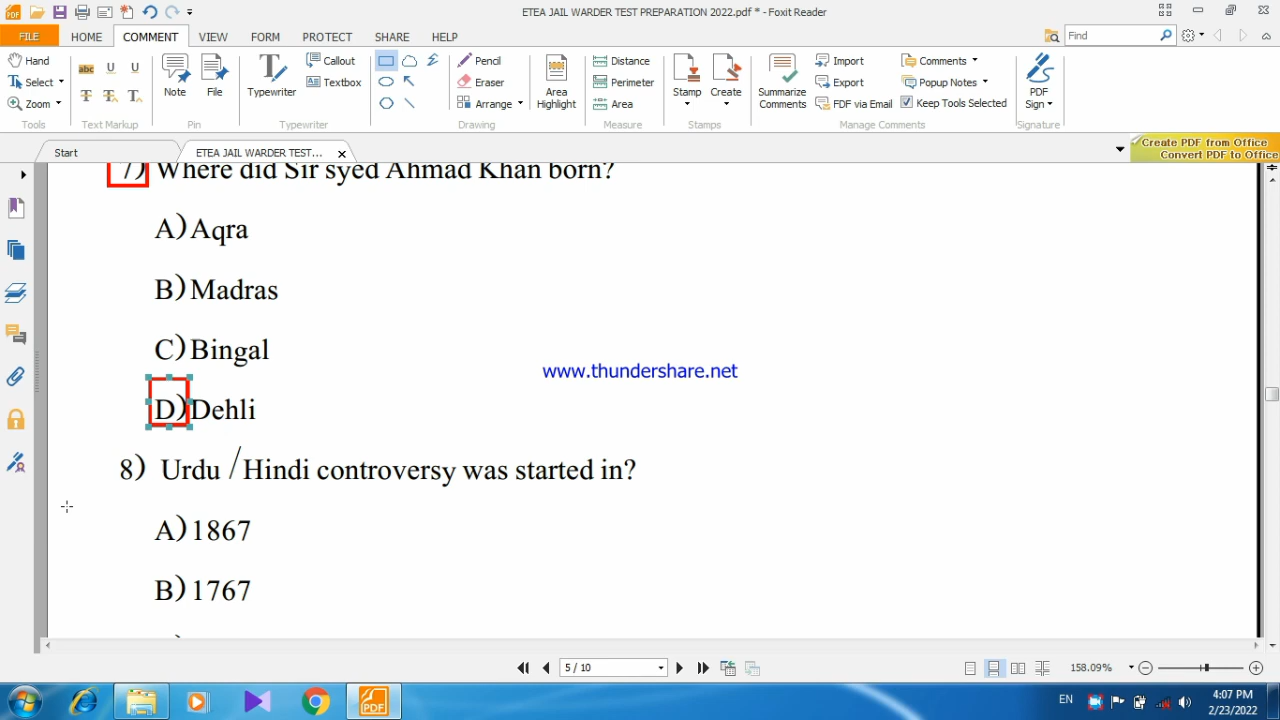 ETEA JAIL WARDER TEST PREPARATION 2022.pdf * - Foxit Reader
FILE HOME COMMENT VIEW FORM PROTECT SHARE HELP
Find
Hand
Select
Zoom
Tools
abc U U
T T T
Text Markup
Note
File
Pin
Typewriter
Callout
Textbox
Typewriter
Pencil
Eraser
Arrange
Area Highlight
Drawing
Distance
Perimeter
Area
Measure
Stamp
Create
Stamps
Summarize Comments
Import
Export
FDF via Email
Comments
Popup Notes
Keep Tools Selected
Manage Comments
PDF Sign
Signature
Start
ETEA JAIL WARDER TEST...
Create PDF from Office
Convert PDF to Office
7) Where did Sir syed Ahmad Khan born?
A) Aqra
B) Madras
C) Bingal
www.thundershare.net
D) Dehli
8) Urdu / Hindi controversy was started in?
A) 1867
B) 1767
5 / 10
158.09%
EN
4:07 PM
2/23/2022